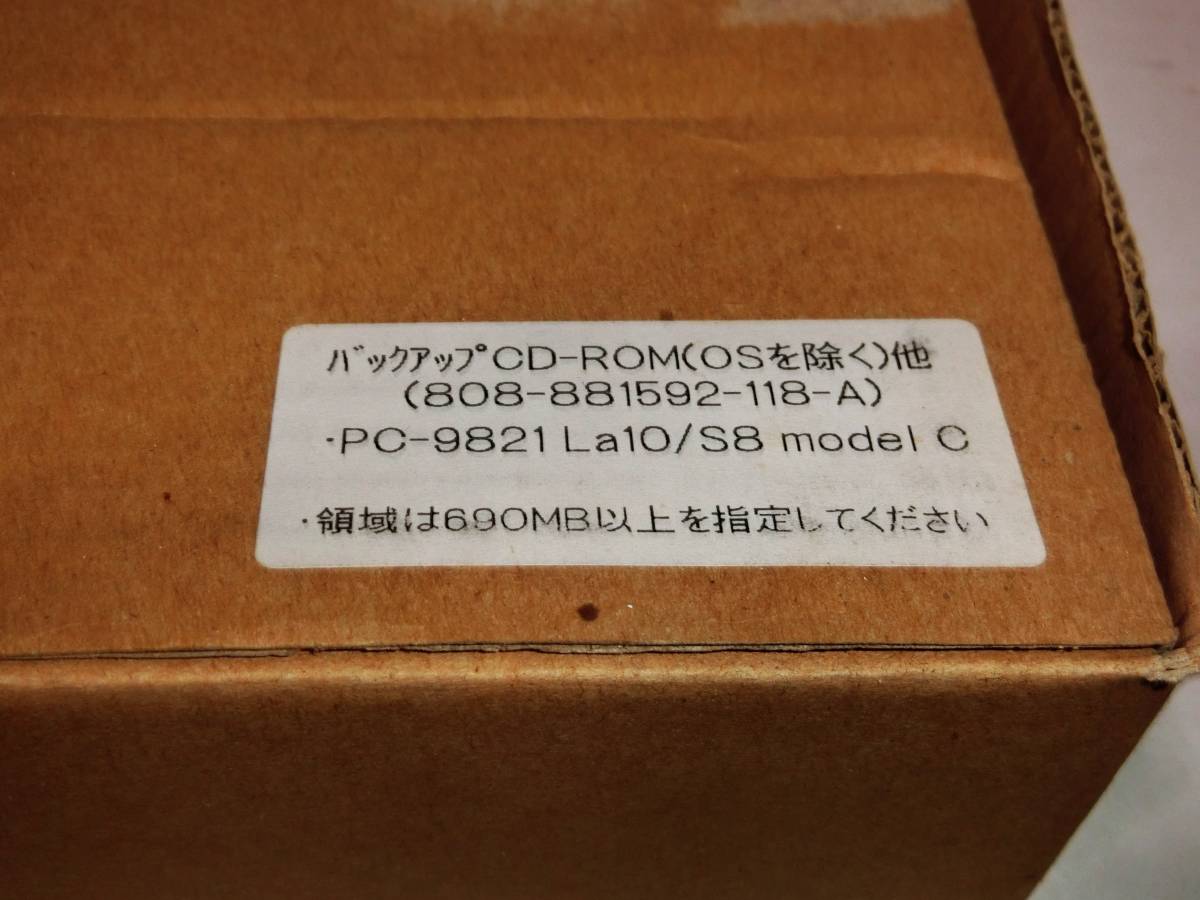 ﾊﾞックアップCD-ROM(OSを除く)他
(808-881592-118-A)
・PC-9821 La10/S8 model C
・領域は690MB以上を指定してください